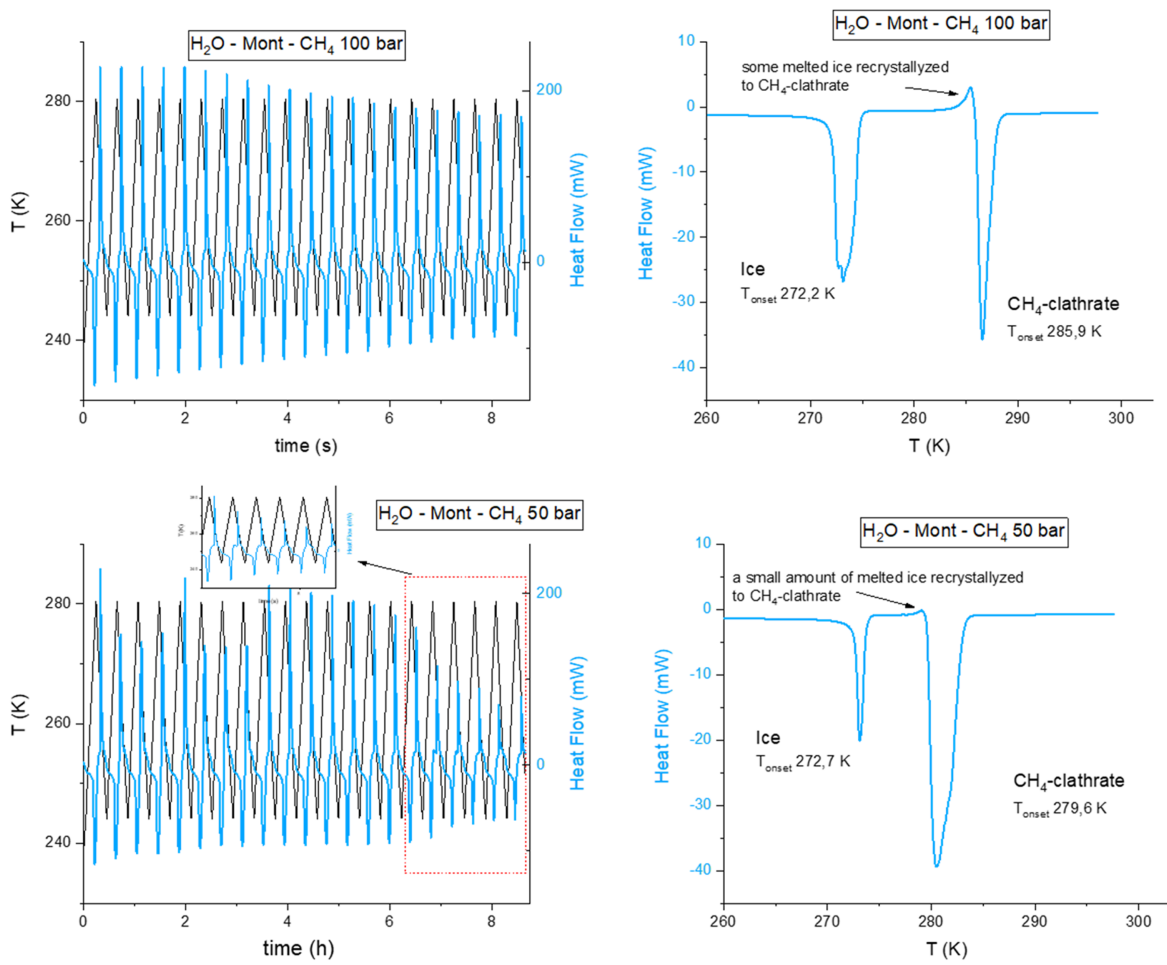 H2O - Mont - CH4 100 bar
T (K)
280
260
240
0
2
4
6
8
time (s)
200
0
Heat Flow (mW)
H2O - Mont - CH4 100 bar
some melted ice recrystallyzed
to CH4-clathrate
10
0
-10
-20
-30
-40
Heat Flow (mW)
Ice
Tonset 272,2 K
CH4-clathrate
Tonset 285,9 K
260
270
280
290
300
T (K)
H2O - Mont - CH4 50 bar
T(K)
Heat Flow (mW)
T (K)
280
260
240
0
2
4
6
8
time (h)
200
0
Heat Flow (mW)
H2O - Mont - CH4 50 bar
a small amount of melted ice recrystallyzed
to CH4-clathrate
10
0
-10
-20
-30
-40
Heat Flow (mW)
Ice
Tonset 272,7 K
CH4-clathrate
Tonset 279,6 K
260
270
280
290
300
T (K)